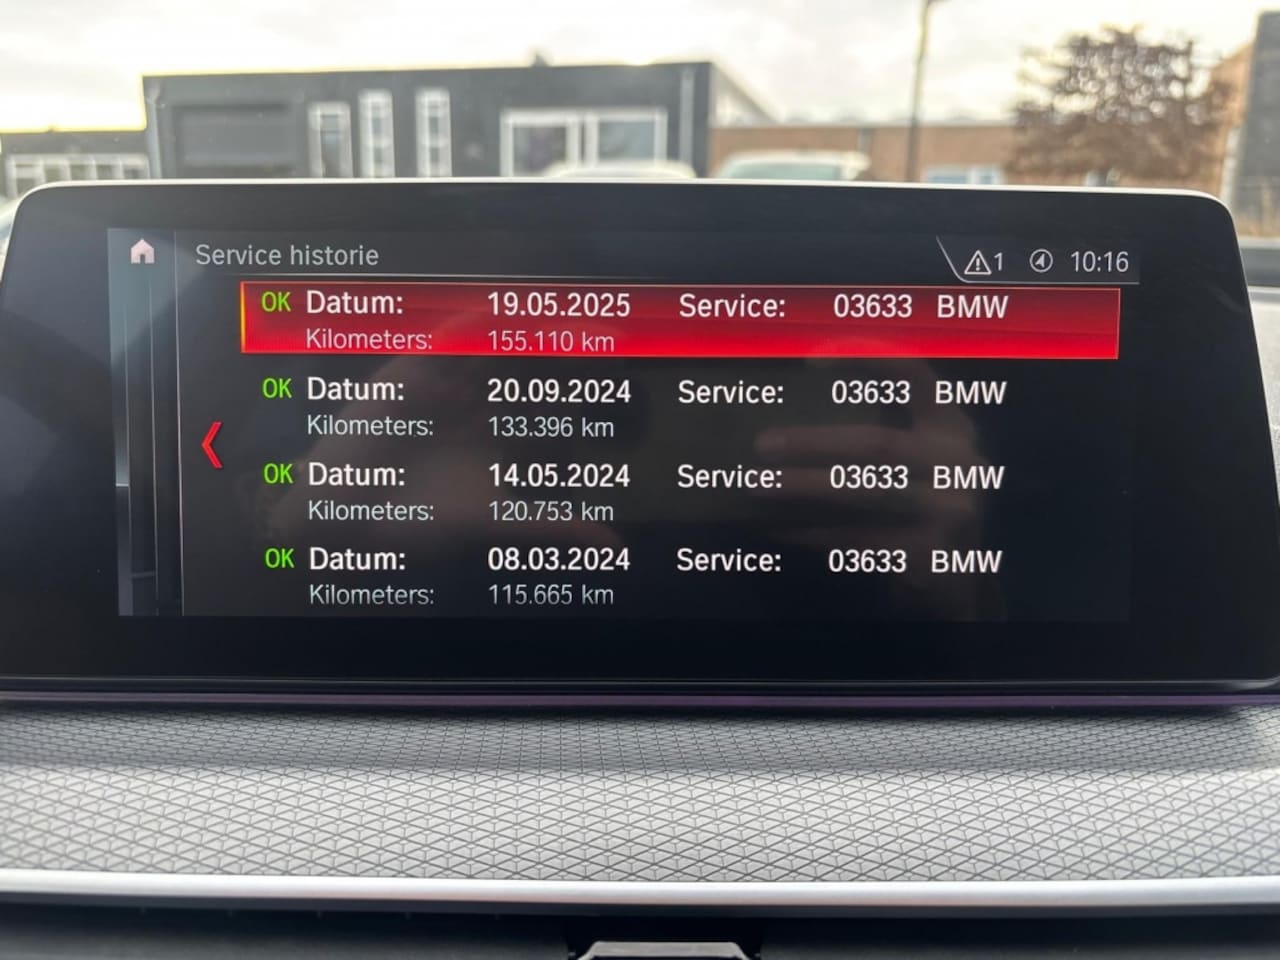 Service historie
1 10:16
OK Datum: 19.05.2025 Service: 03633 BMW
Kilometers: 155.110 km
OK Datum: 20.09.2024 Service: 03633 BMW
Kilometers: 133.396 km
OK Datum: 14.05.2024 Service: 03633 BMW
Kilometers: 120.753 km
OK Datum: 08.03.2024 Service: 03633 BMW
Kilometers: 115.665 km